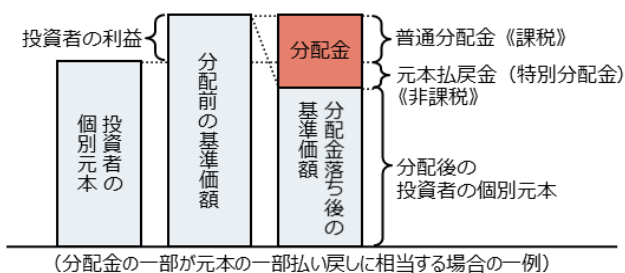 投資者の利益
投資者の
個別元本
分配前の基準価額
分配金
分配金落ち後の
基準価額
普通分配金《課税》
元本払戻金（特別分配金）
《非課税》
分配後の
投資者の個別元本
（分配金の一部が元本の一部払い戻しに相当する場合の一例）